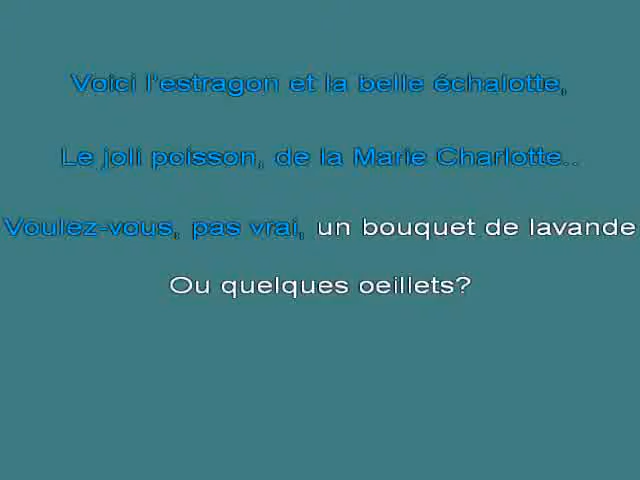 Voici l'estragon et la belle échalotte,
Le joli poisson, de la Marie Charlotte..
Voulez-vous, pas vrai, un bouquet de lavande
Ou quelques oeillets?